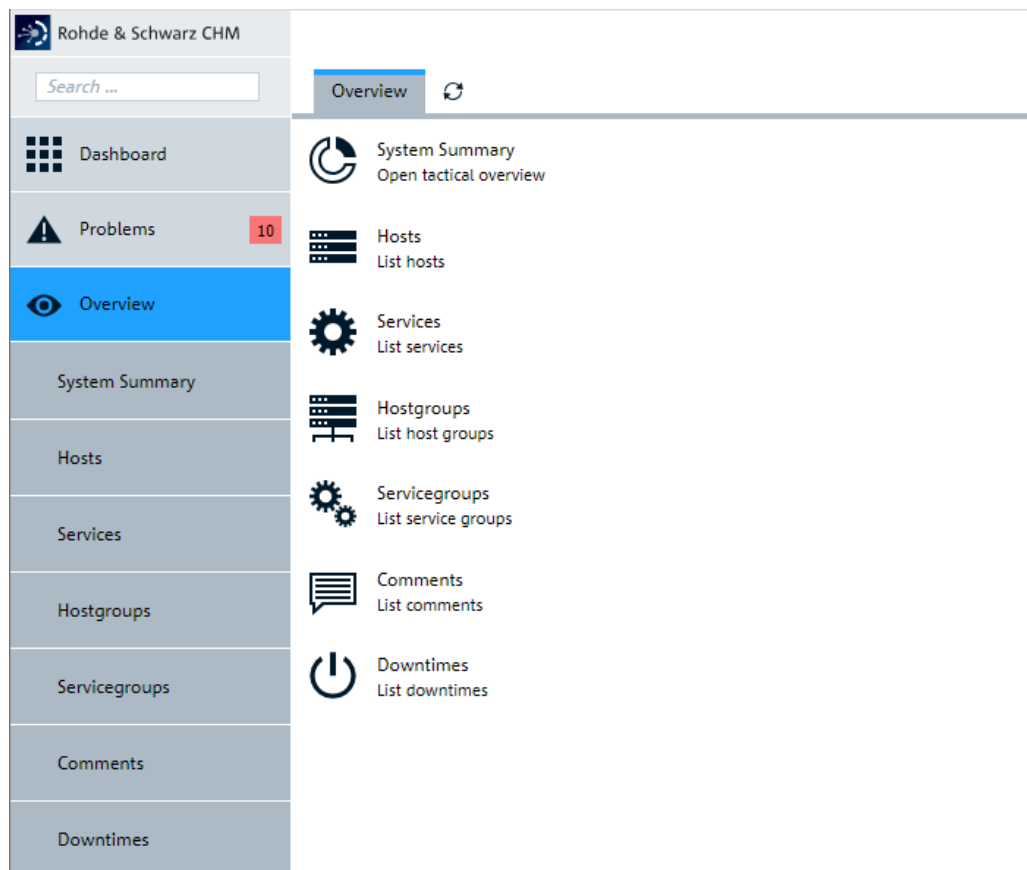 Rohde & Schwarz CHM
Search ...
Dashboard
Problems 10
Overview
System Summary
Hosts
Services
Hostgroups
Servicegroups
Comments
Downtimes
Overview
System Summary
Open tactical overview
Hosts
List hosts
Services
List services
Hostgroups
List host groups
Servicegroups
List service groups
Comments
List comments
Downtimes
List downtimes